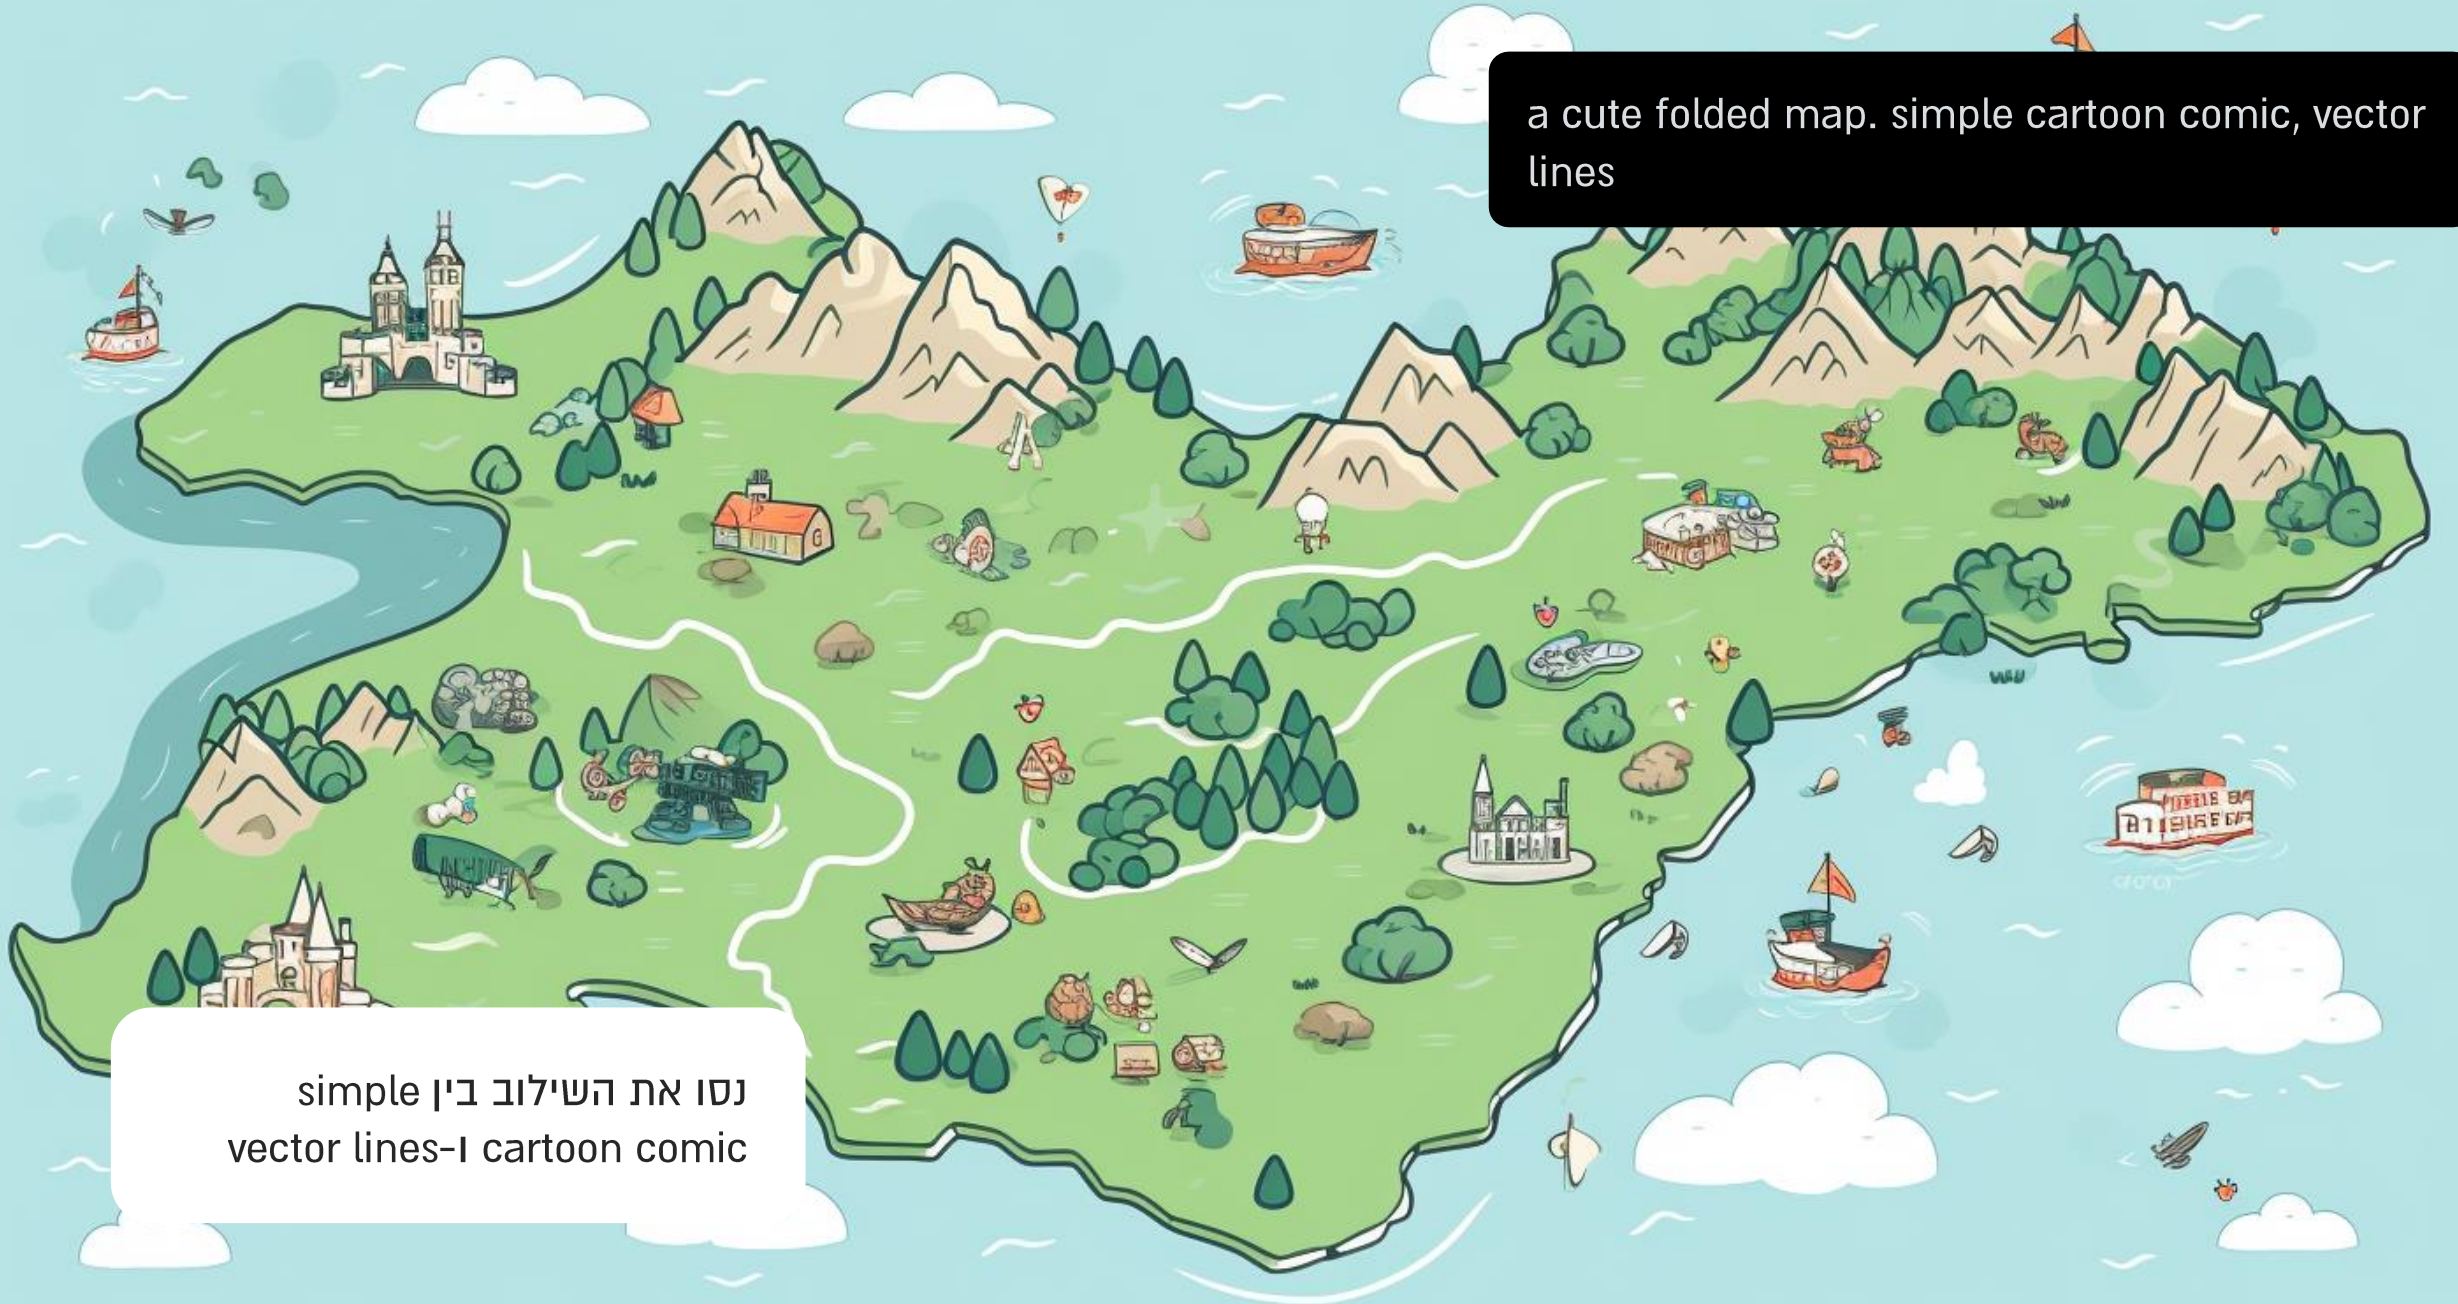 a cute folded map. simple cartoon comic, vector
lines
נסו את השילוב בין simple
cartoon comic ו-vector lines